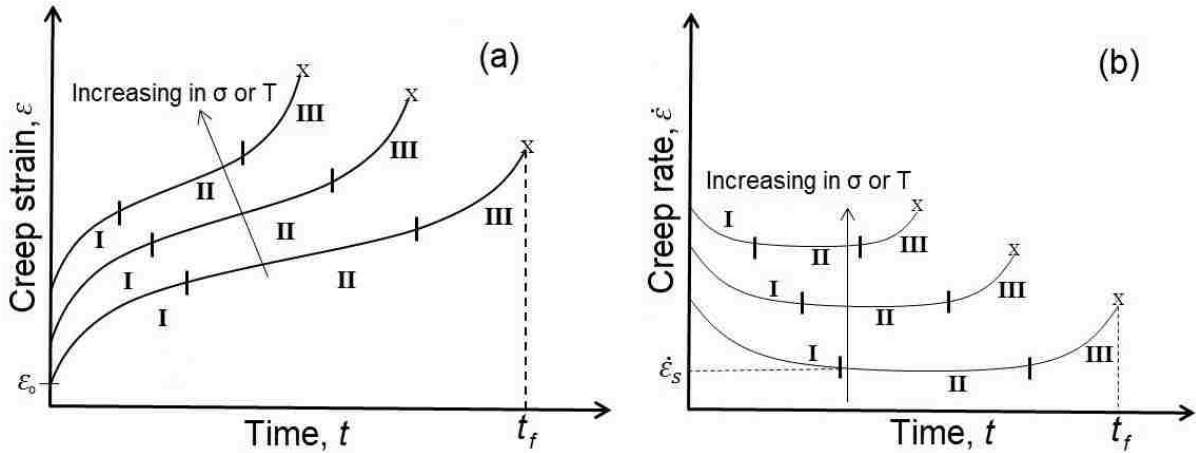 (a)
Increasing in σ or T
x
x
x
III
III
III
II
II
II
I
I
I
Creep strain, ε
ε₀
Time, t
t_f
(b)
Increasing in σ or T
x
x
x
I
II
III
I
II
III
I
II
III
Creep rate, ε̇
ε̇ₛ
Time, t
t_f